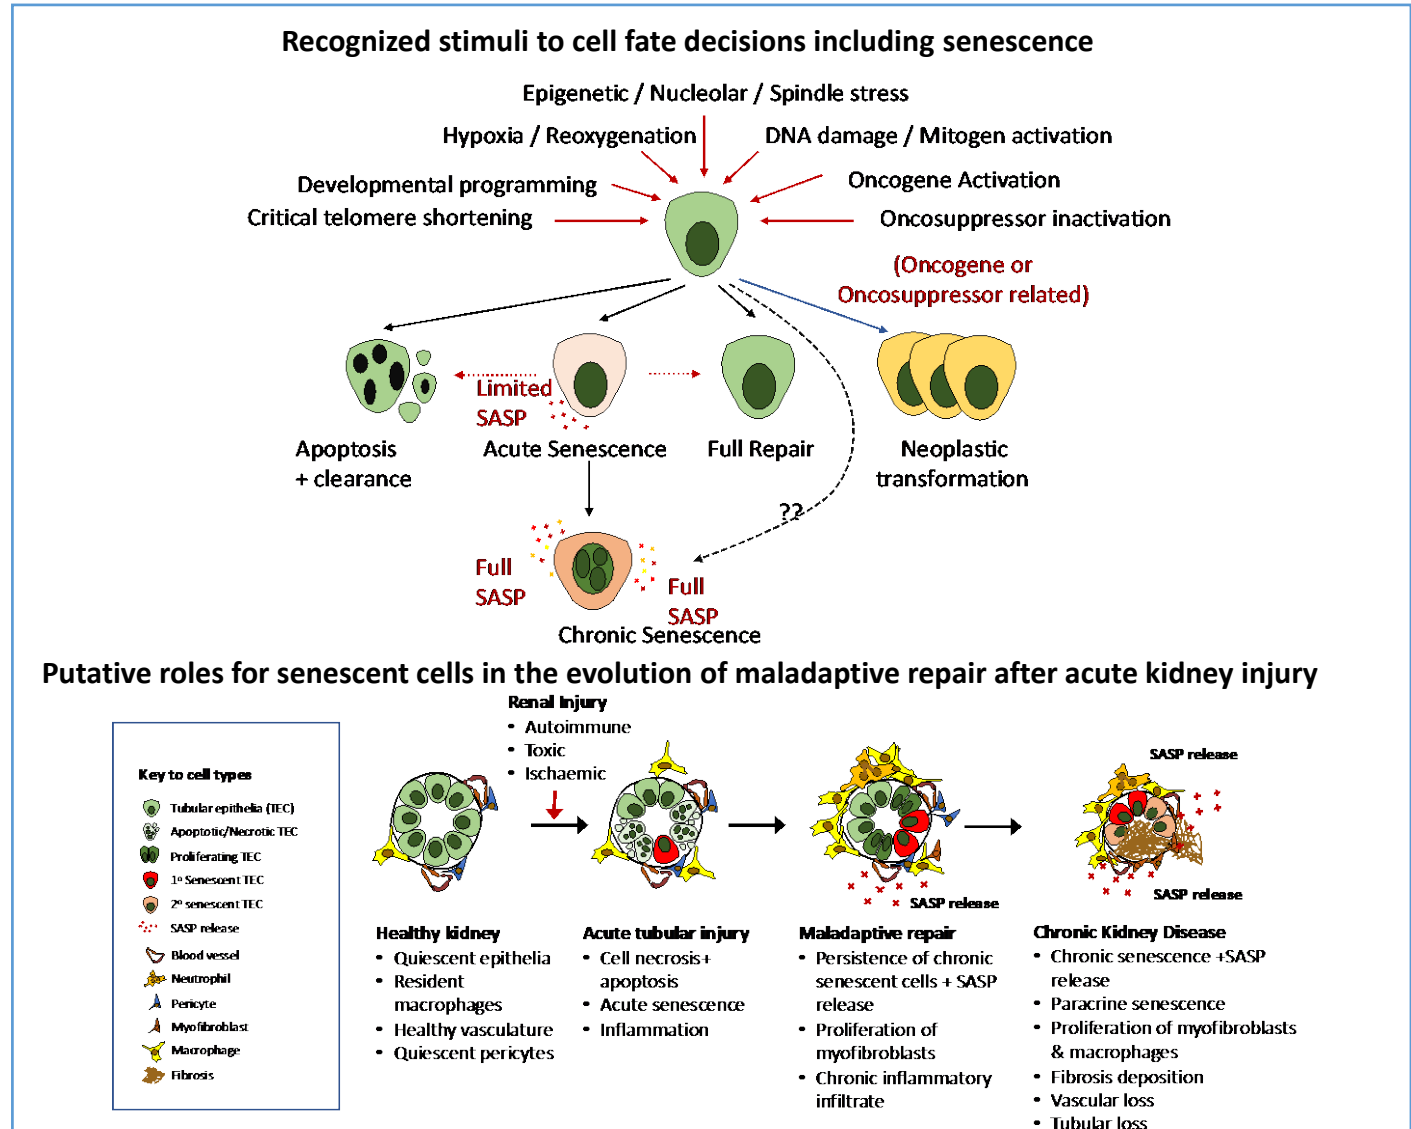 Recognized stimuli to cell fate decisions including senescence
Epigenetic / Nucleolar / Spindle stress
Hypoxia / Reoxygenation
DNA damage / Mitogen activation
Developmental programming
Oncogene Activation
Critical telomere shortening
Oncosuppressor inactivation
(Oncogene or
Oncosuppressor related)
Limited
SASP
Apoptosis
+ clearance
Acute Senescence
Full Repair
Neoplastic
transformation
??
Full
SASP
Full
SASP
Chronic Senescence
Putative roles for senescent cells in the evolution of maladaptive repair after acute kidney injury
Renal Injury
• Autoimmune
• Toxic
• Ischaemic
Key to cell types
Tubular epithelia (TEC)
Apoptotic/Necrotic TEC
Proliferating TEC
1º Senescent TEC
2º senescent TEC
SASP release
Blood vessel
Neutrophil
Pericyte
Myofibroblast
Macrophage
Fibrosis
SASP release
SASP release
SASP release
Healthy kidney
• Quiescent epithelia
• Resident
macrophages
• Healthy vasculature
• Quiescent pericytes
Acute tubular injury
• Cell necrosis+
apoptosis
• Acute senescence
• Inflammation
Maladaptive repair
• Persistence of chronic
senescent cells + SASP
release
• Proliferation of
myofibroblasts
• Chronic inflammatory
infiltrate
Chronic Kidney Disease
• Chronic senescence +SASP
release
• Paracrine senescence
• Proliferation of myofibroblasts
& macrophages
• Fibrosis deposition
• Vascular loss
• Tubular loss